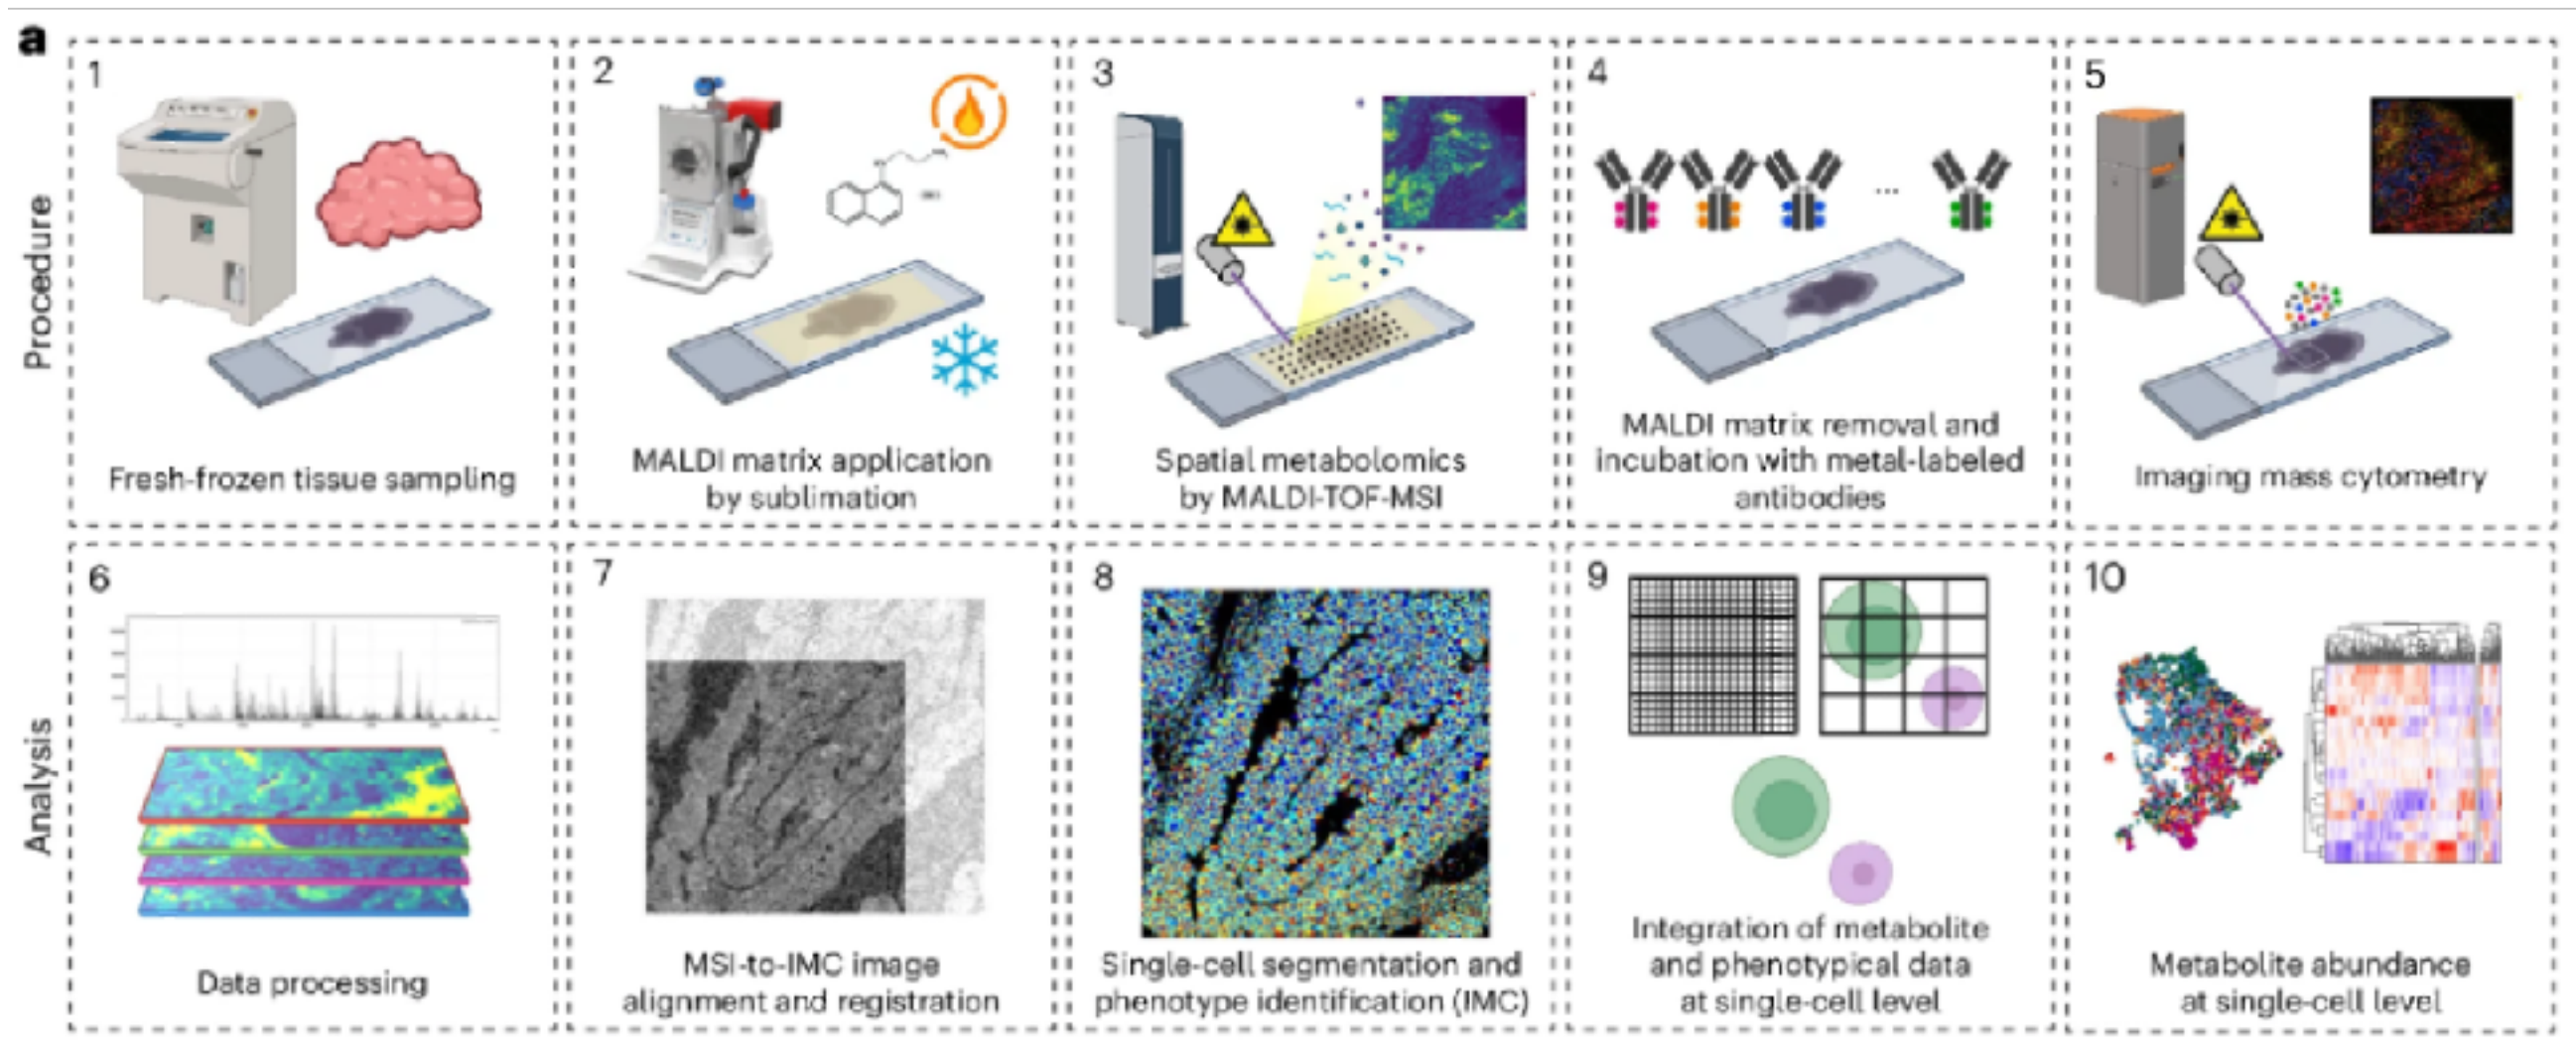 a
Procedure
1
Fresh-frozen tissue sampling
2
MALDI matrix application
by sublimation
3
Spatial metabolomics
by MALDI-TOF-MSI
4
...
MALDI matrix removal and
incubation with metal-labeled
antibodies
5
Imaging mass cytometry
Analysis
6
Data processing
7
MSI-to-IMC image
alignment and registration
8
Single-cell segmentation and
phenotype identification (IMC)
9
Integration of metabolite
and phenotypical data
at single-cell level
10
Metabolite abundance
at single-cell level